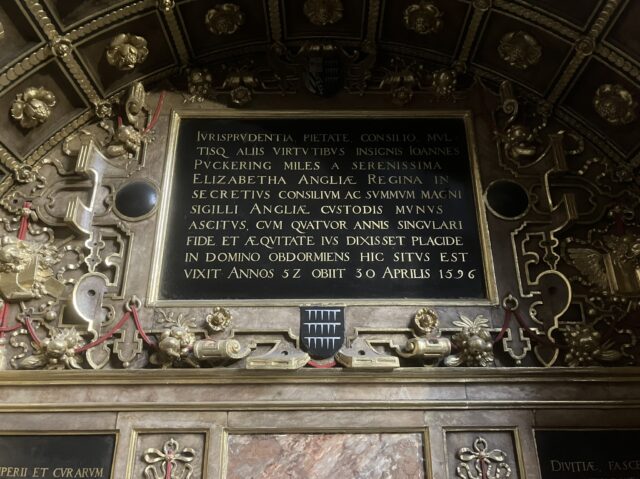 IVRISPRVDENTIA PIETATE CONSILIO MVL-
TISQ ALIIS VIRTVTIBVS INSIGNIS IOANNES
PVCKERING MILES A SERENISSIMA
ELIZABETHA ANGLIÆ REGINA IN
SECRETIVS CONSILIVM AC SVMMVM MAGNI
SIGILLI ANGLIÆ CVSTODIS MVNVS
ASCITVS, CVM QVATVOR ANNIS SINGVLARI
FIDE ET ÆQVITATE IVS DIXISSET PLACIDE
IN DOMINO OBDORMIENS HIC SITVS EST
VIXIT ANNOS 52 OBIIT 30 APRILIS 1596
IMPERII ET CVRARVM
DIVITIÆ, FASCE